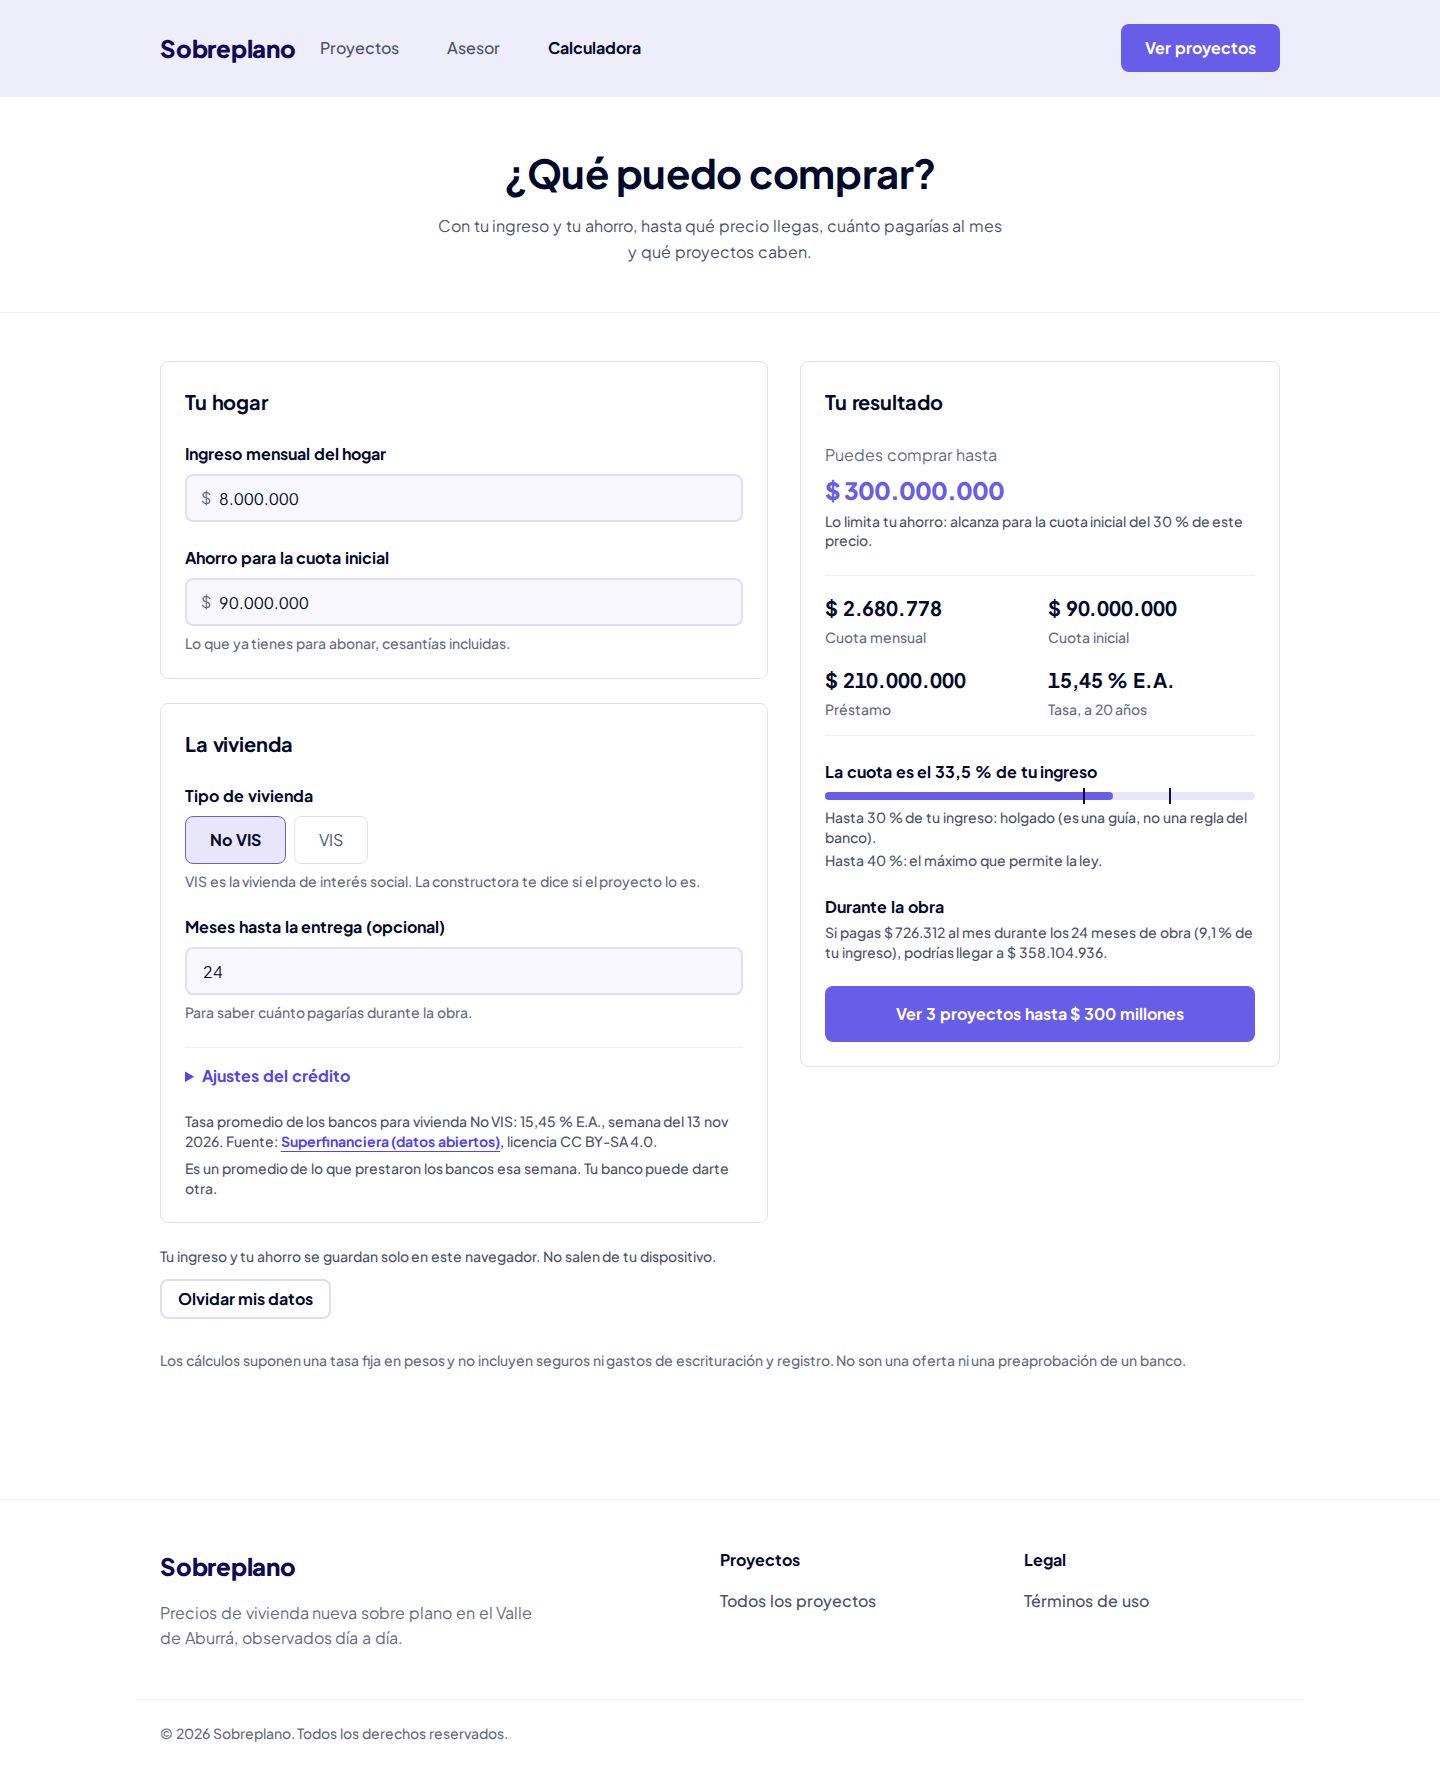 Sobreplano
Proyectos
Asesor
Calculadora
Ver proyectos
¿Qué puedo comprar?
Con tu ingreso y tu ahorro, hasta qué precio llegas, cuánto pagarías al mes
y qué proyectos caben.
Tu hogar
Ingreso mensual del hogar
$ 8.000.000
Ahorro para la cuota inicial
$ 90.000.000
Lo que ya tienes para abonar, cesantías incluidas.
La vivienda
Tipo de vivienda
No VIS
VIS
VIS es la vivienda de interés social. La constructora te dice si el proyecto lo es.
Meses hasta la entrega (opcional)
24
Para saber cuánto pagarías durante la obra.
Ajustes del crédito
Tasa promedio de los bancos para vivienda No VIS: 15,45 % E.A., semana del 13 nov
2026. Fuente: Superfinanciera (datos abiertos), licencia CC BY-SA 4.0.
Es un promedio de lo que prestaron los bancos esa semana. Tu banco puede darte
otra.
Tu ingreso y tu ahorro se guardan solo en este navegador. No salen de tu dispositivo.
Olvidar mis datos
Tu resultado
Puedes comprar hasta
$ 300.000.000
Lo limita tu ahorro: alcanza para la cuota inicial del 30 % de este
precio.
$ 2.680.778
Cuota mensual
$ 90.000.000
Cuota inicial
$ 210.000.000
Préstamo
15,45 % E.A.
Tasa, a 20 años
La cuota es el 33,5 % de tu ingreso
Hasta 30 % de tu ingreso: holgado (es una guía, no una regla del
banco).
Hasta 40 %: el máximo que permite la ley.
Durante la obra
Si pagas $ 726.312 al mes durante los 24 meses de obra (9,1 % de
tu ingreso), podrías llegar a $ 358.104.936.
Ver 3 proyectos hasta $ 300 millones
Los cálculos suponen una tasa fija en pesos y no incluyen seguros ni gastos de escrituración y registro. No son una oferta ni una preaprobación de un banco.
Sobreplano
Precios de vivienda nueva sobre plano en el Valle
de Aburrá, observados día a día.
Proyectos
Todos los proyectos
Legal
Términos de uso
© 2026 Sobreplano. Todos los derechos reservados.